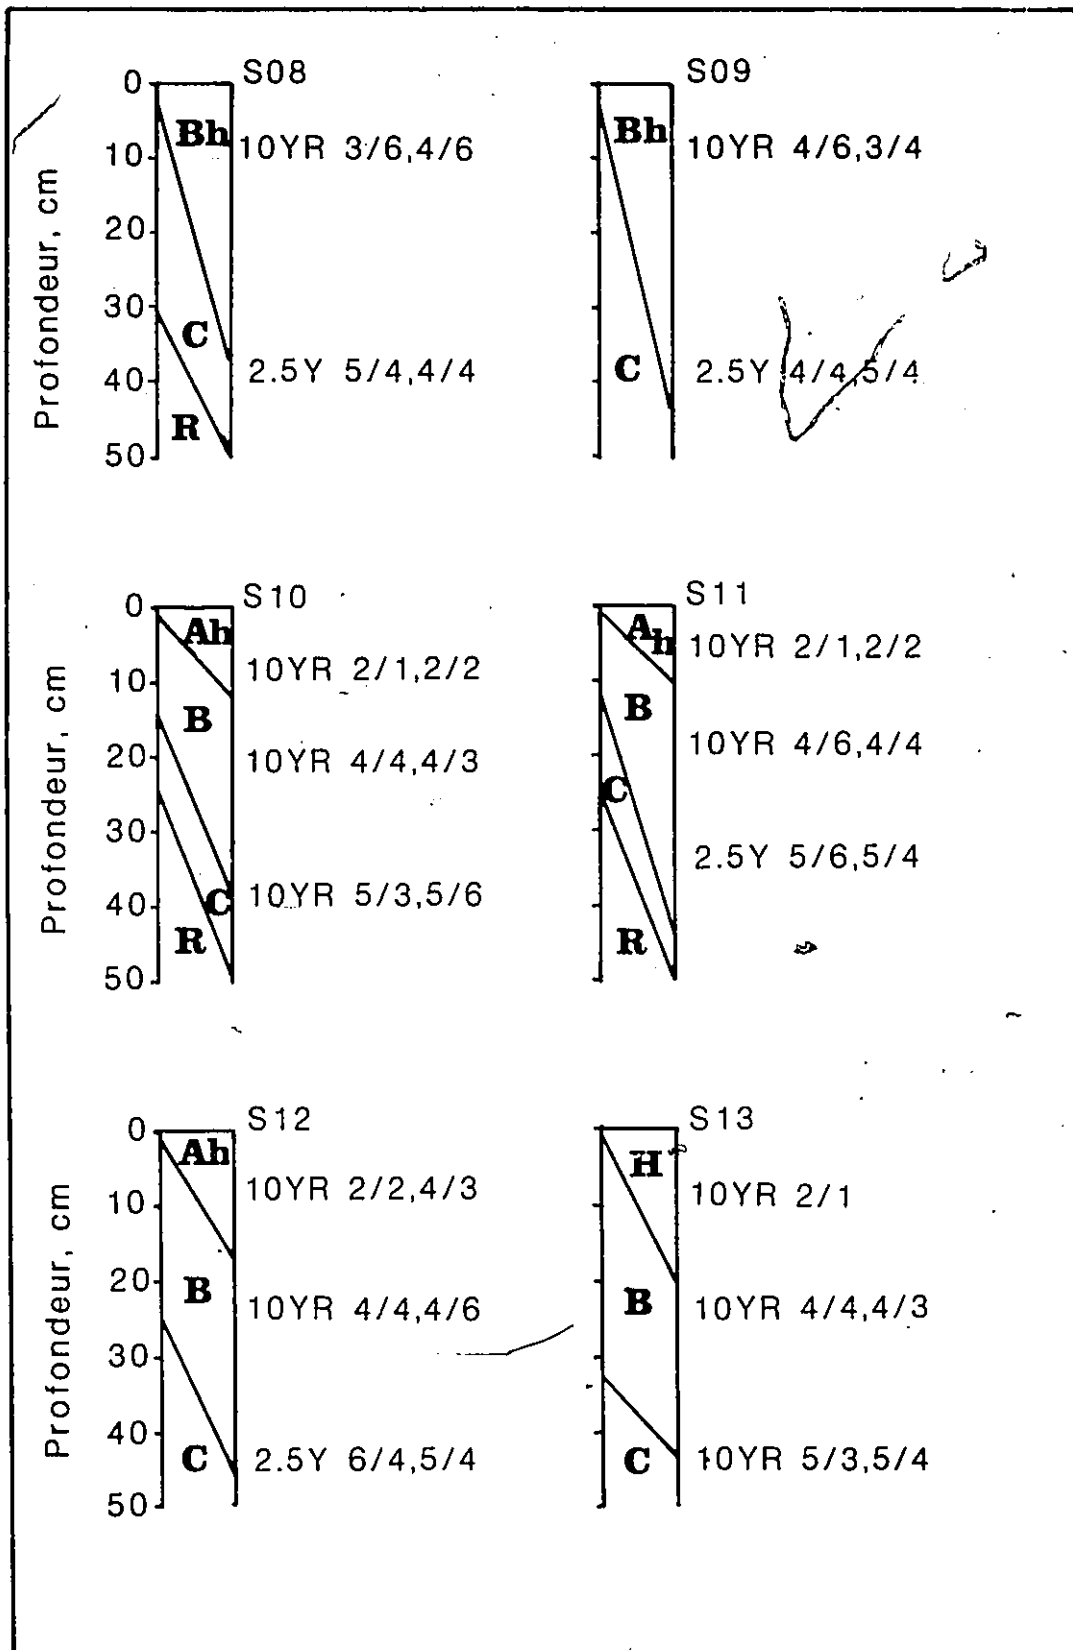 S08
S09
0
Bh
10YR 3/6,4/6
Bh
10YR 4/6,3/4
10
20
30
C
2.5Y 5/4,4/4
C
2.5Y 4/4,5/4
40
R
50
Profondeur, cm
S10
S11
0
Ah
10YR 2/1,2/2
Ah
10YR 2/1,2/2
10
B
10YR 4/4,4/3
B
10YR 4/6,4/4
20
C
2.5Y 5/6,5/4
30
C
10YR 5/3,5/6
40
R
R
50
Profondeur, cm
S12
S13
0
Ah
10YR 2/2,4/3
H
10YR 2/1
10
20
B
10YR 4/4,4/6
B
10YR 4/4,4/3
30
40
C
2.5Y 6/4,5/4
C
10YR 5/3,5/4
50
Profondeur, cm